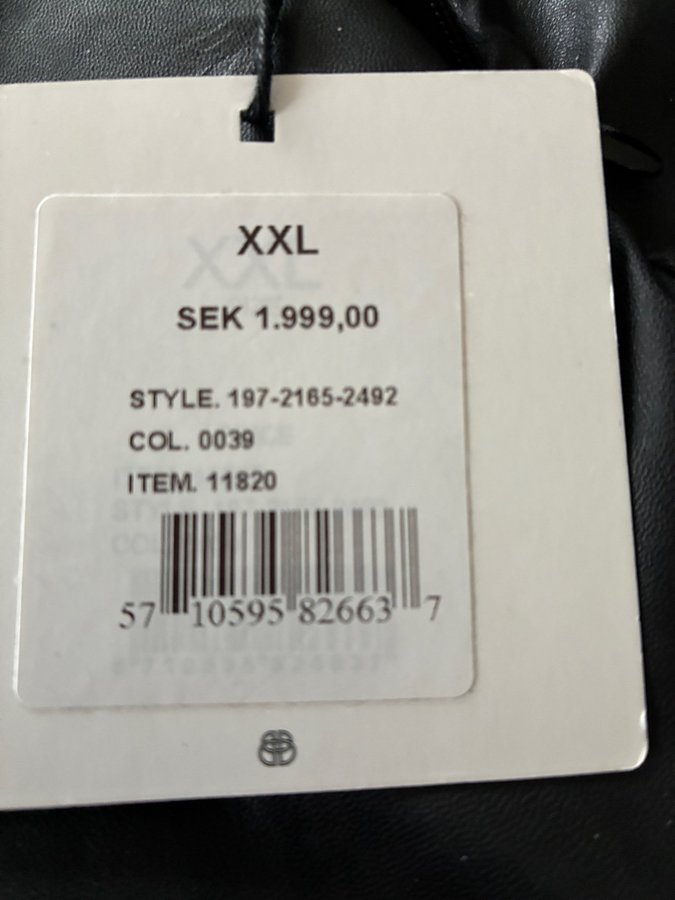 XXL
SEK 1.999,00
STYLE. 197-2165-2492
COL. 0039
ITEM. 11820
57 10595 82663 7